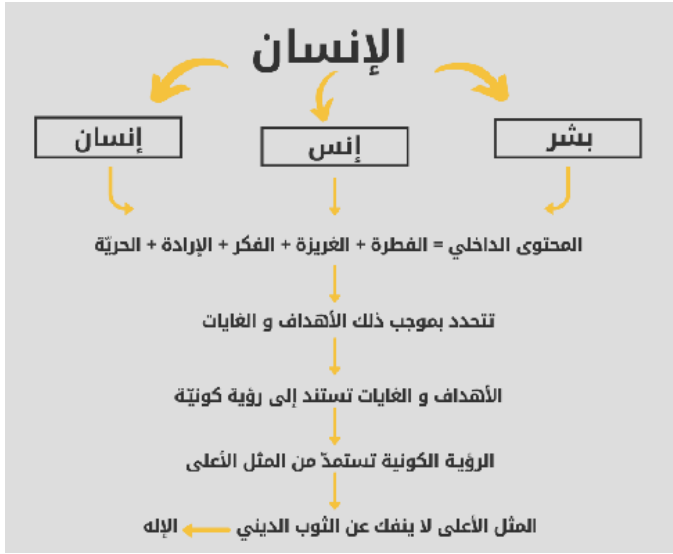 الإنسان
بشر
إنس
إنسان
المحتوى الداخلي = الفطرة + الغريزة + الفكر + الإرادة + الحريّة
تتحدد بموجب ذلك الأهداف و الغايات
الأهداف و الغايات تستند إلى رؤية كونيّة
الرؤية الكونية تستمدّ من المثل الأعلى
المثل الأعلى لا ينفك عن الثوب الديني الإله